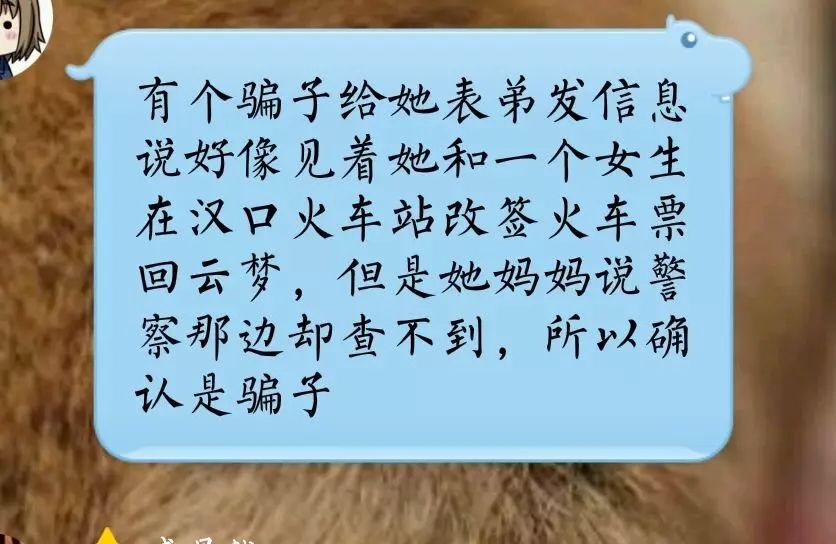 有个骗子给她表弟发信息
说好像见着她和一个女生
在汉口火车站改签火车票
回云梦，但是她妈妈说警
察那边却查不到，所以确
认是骗子